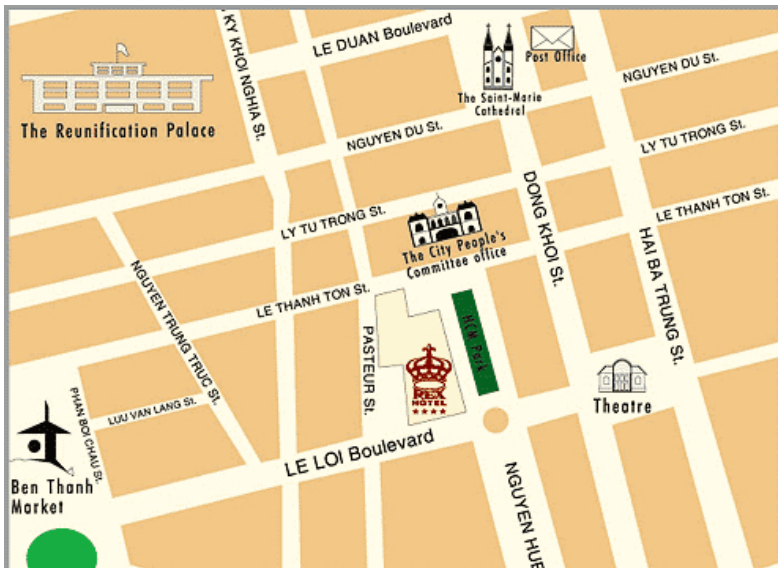 LE DUAN Boulevard
KY KHOI NGHIA St.
Post Office
The Saint-Marie
Cathedral
NGUYEN DU St.
The Reunification Palace
NGUYEN DU St.
LY TU TRONG St.
DONG KHOI St.
LE THANH TON St.
LY TU TRONG St.
The City People's
Committee office
HAI BA TRUNG St.
NGUYEN TRUNG TRUC St.
LE THANH TON St.
HCM Park
PASTEUR St.
REX
HOTEL
Theatre
PHAN BOI CHAU St.
LUU VAN LANG St.
LE LOI Boulevard
Ben Thanh
Market
NGUYEN HUE